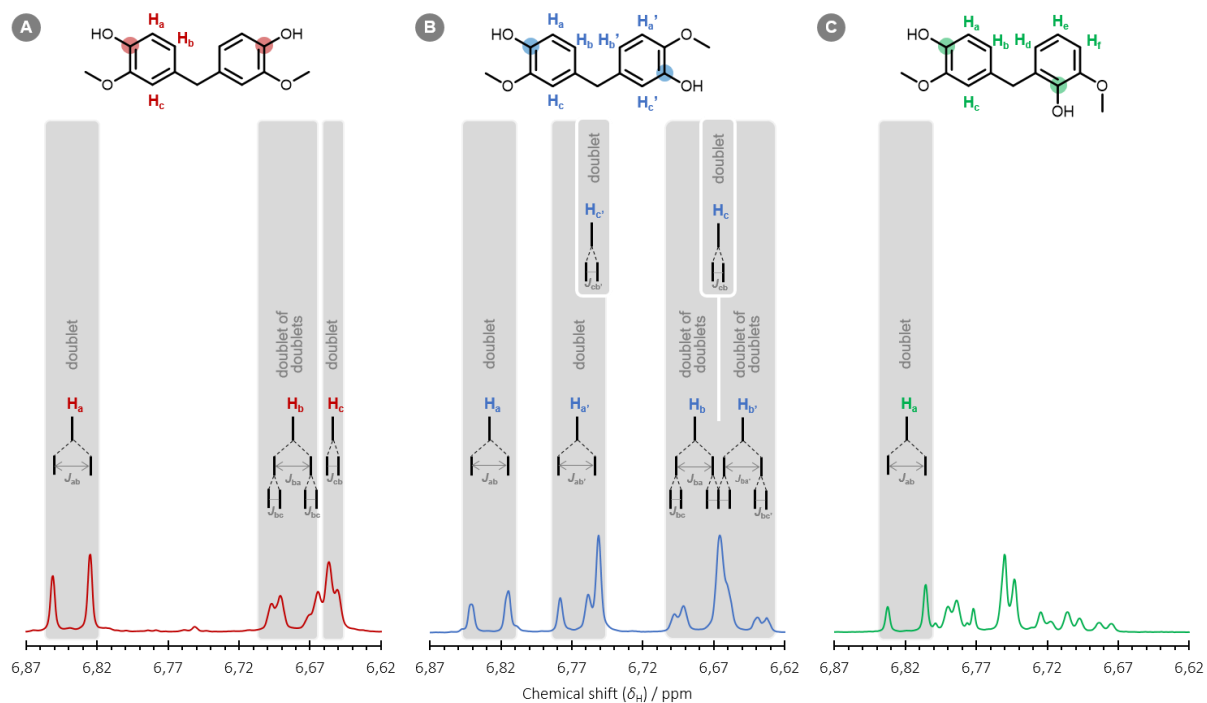 A
HO
Ha
Hb
OH
O
O
Hc
B
HO
Ha
Hb
Hb'
Ha'
O
O
OH
Hc
Hc'
C
HO
Ha
Hb
Hd
He
Hf
O
O
OH
Hc
doublet
Ha
Jab
doublet of
doublets
Hb
Jba
Jbc
Jbc
doublet
Hc
Jcb
doublet
Ha
Jab
doublet
Ha'
Jab'
doublet
Hc'
Jcb'
doublet of
doublets
Hb
Jba
Jbc
doublet
Hc
Jcb
doublet of
doublets
Hb'
Jba'
Jbc'
doublet
Ha
Jab
6,87 6,82 6,77 6,72 6,67 6,62
6,87 6,82 6,77 6,72 6,67 6,62
6,87 6,82 6,77 6,72 6,67 6,62
Chemical shift (δH) / ppm